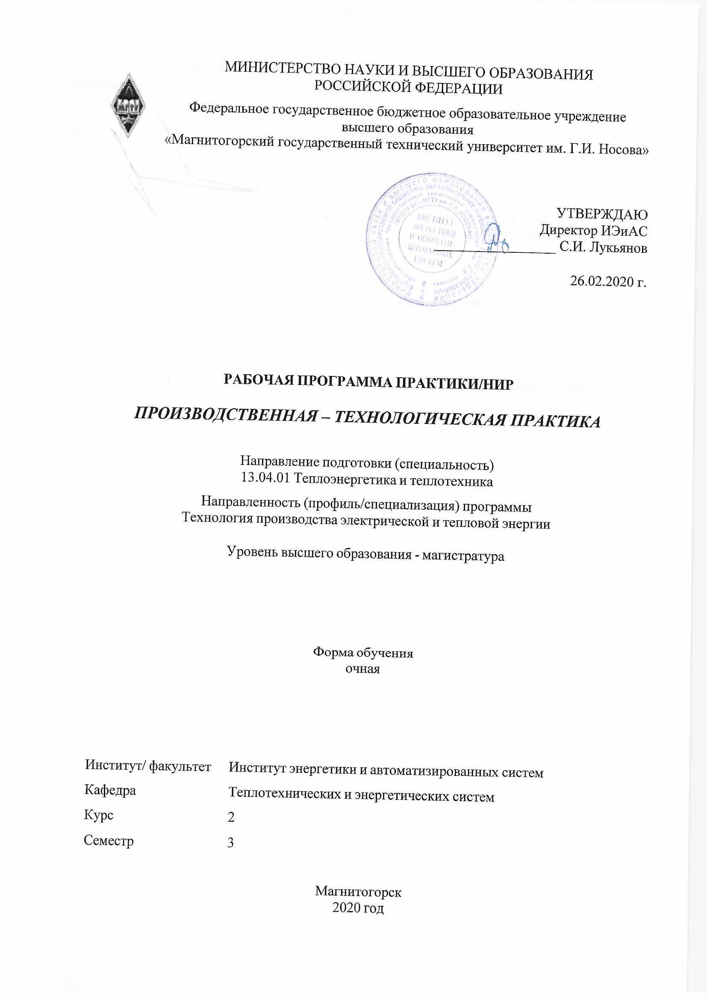 МИНИСТЕРСТВО НАУКИ И ВЫСШЕГО ОБРАЗОВАНИЯ
РОССИЙСКОЙ ФЕДЕРАЦИИ
Федеральное государственное бюджетное образовательное учреждение
высшего образования
«Магнитогорский государственный технический университет им. Г.И. Носова»
МГТУ
ИНСТИТУТ
ЭНЕРГЕТИКИ
И АВТОМАТИ-
ЗИРОВАННЫХ
СИСТЕМ
УТВЕРЖДАЮ
Директор ИЭиАС
С.И. Лукьянов
26.02.2020 г.
РАБОЧАЯ ПРОГРАММА ПРАКТИКИ/НИР
ПРОИЗВОДСТВЕННАЯ – ТЕХНОЛОГИЧЕСКАЯ ПРАКТИКА
Направление подготовки (специальность)
13.04.01 Теплоэнергетика и теплотехника
Направленность (профиль/специализация) программы
Технология производства электрической и тепловой энергии
Уровень высшего образования - магистратура
Форма обучения
очная
Институт/ факультет Институт энергетики и автоматизированных систем
Кафедра Теплотехнических и энергетических систем
Курс 2
Семестр 3
Магнитогорск
2020 год